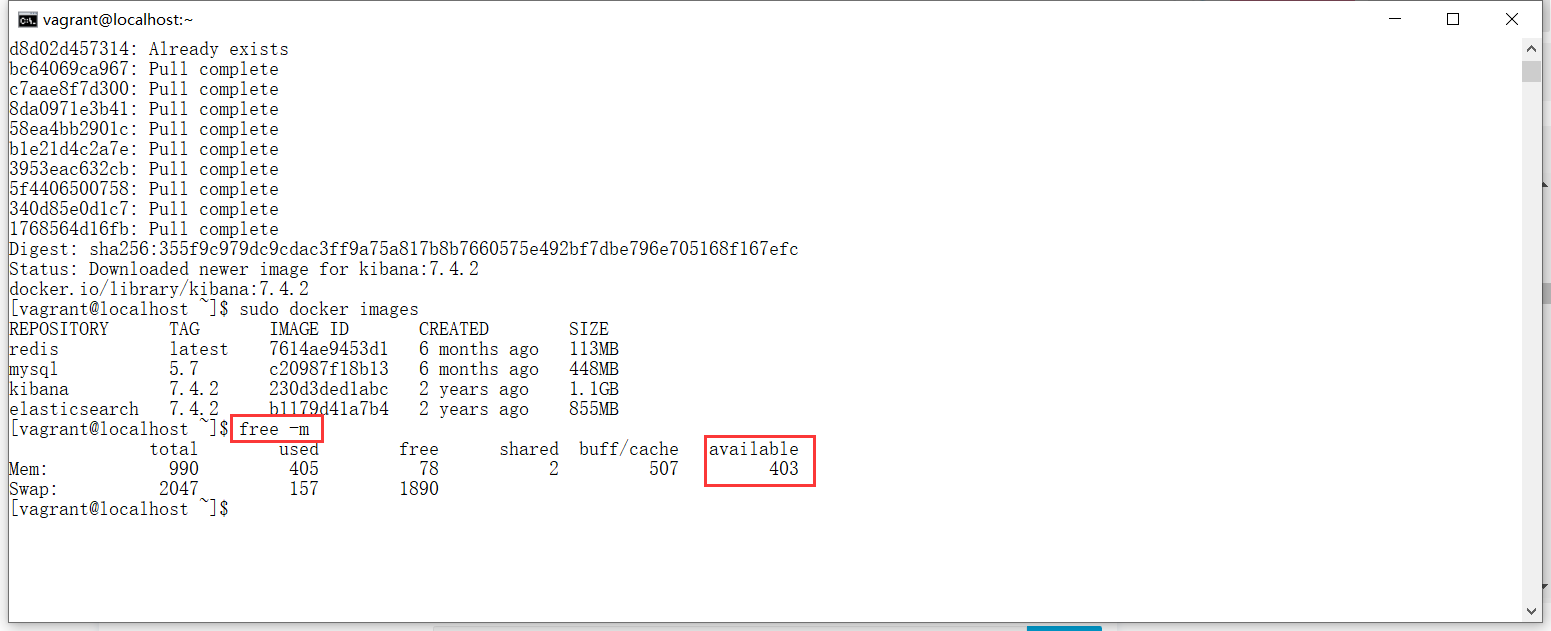 vagrant@localhost:~
d8d02d457314: Already exists
bc64069ca967: Pull complete
c7aae8f7d300: Pull complete
8da0971e3b41: Pull complete
58ea4bb2901c: Pull complete
b1e21d4c2a7e: Pull complete
3953eac632cb: Pull complete
5f4406500758: Pull complete
340d85e0d1c7: Pull complete
1768564d16fb: Pull complete
Digest: sha256:355f9c979dc9cdac3ff9a75a817b8b7660575e492bf7dbe796e705168f167efc
Status: Downloaded newer image for kibana:7.4.2
docker.io/library/kibana:7.4.2
[vagrant@localhost ~]$ sudo docker images
REPOSITORY TAG IMAGE ID CREATED SIZE
redis latest 7614ae9453d1 6 months ago 113MB
mysql 5.7 c20987f18b13 6 months ago 448MB
kibana 7.4.2 230d3ded1abc 2 years ago 1.1GB
elasticsearch 7.4.2 b1179d41a7b4 2 years ago 855MB
[vagrant@localhost ~]$ free -m
total used free shared buff/cache available
Mem: 990 405 78 2 507 403
Swap: 2047 157 1890
[vagrant@localhost ~]$